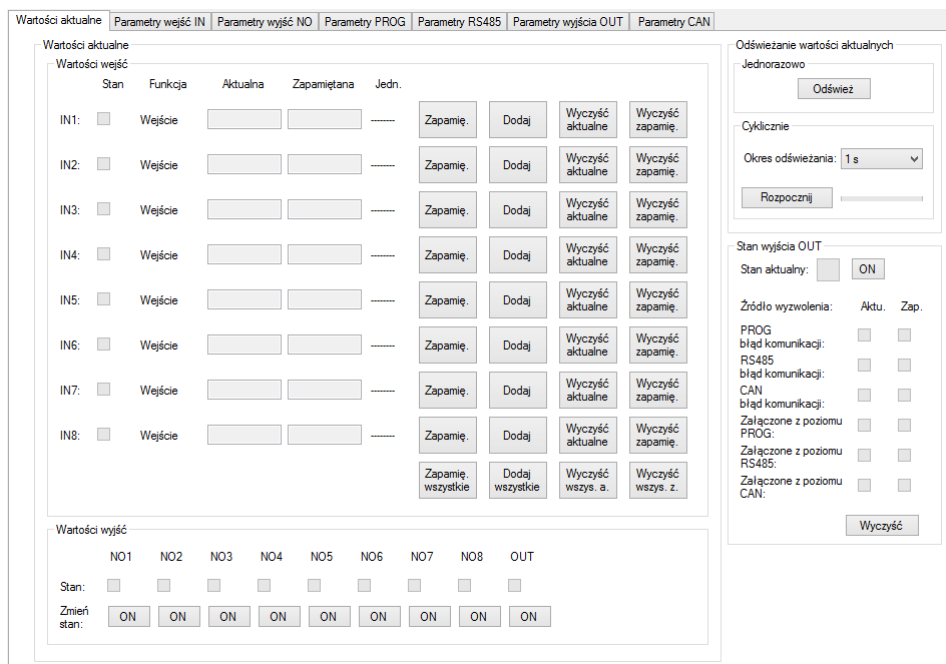 Wartości aktualne Parametry wejść IN Parametry wyjść NO Parametry PROG Parametry RS485 Parametry wyjścia OUT Parametry CAN
Wartości aktualne
Wartości wejść
Stan Funkcja Aktualna Zapamiętana Jedn.
IN1: Wejście -------- Zapamię. Dodaj Wyczyść aktualne Wyczyść zapamię.
IN2: Wejście -------- Zapamię. Dodaj Wyczyść aktualne Wyczyść zapamię.
IN3: Wejście -------- Zapamię. Dodaj Wyczyść aktualne Wyczyść zapamię.
IN4: Wejście -------- Zapamię. Dodaj Wyczyść aktualne Wyczyść zapamię.
IN5: Wejście -------- Zapamię. Dodaj Wyczyść aktualne Wyczyść zapamię.
IN6: Wejście -------- Zapamię. Dodaj Wyczyść aktualne Wyczyść zapamię.
IN7: Wejście -------- Zapamię. Dodaj Wyczyść aktualne Wyczyść zapamię.
IN8: Wejście -------- Zapamię. Dodaj Wyczyść aktualne Wyczyść zapamię.
Zapamię. wszystkie Dodaj wszystkie Wyczyść wszys. a. Wyczyść wszys. z.
Wartości wyjść
NO1 NO2 NO3 NO4 NO5 NO6 NO7 NO8 OUT
Stan:
Zmień stan: ON ON ON ON ON ON ON ON ON
Odświeżanie wartości aktualnych
Jednorazowo
Odśwież
Cyklicznie
Okres odświeżania: 1 s
Rozpocznij
Stan wyjścia OUT
Stan aktualny: ON
Źródło wyzwolenia: Aktu. Zap.
PROG
błąd komunikacji:
RS485
błąd komunikacji:
CAN
błąd komunikacji:
Załączone z poziomu
PROG:
Załączone z poziomu
RS485:
Załączone z poziomu
CAN:
Wyczyść